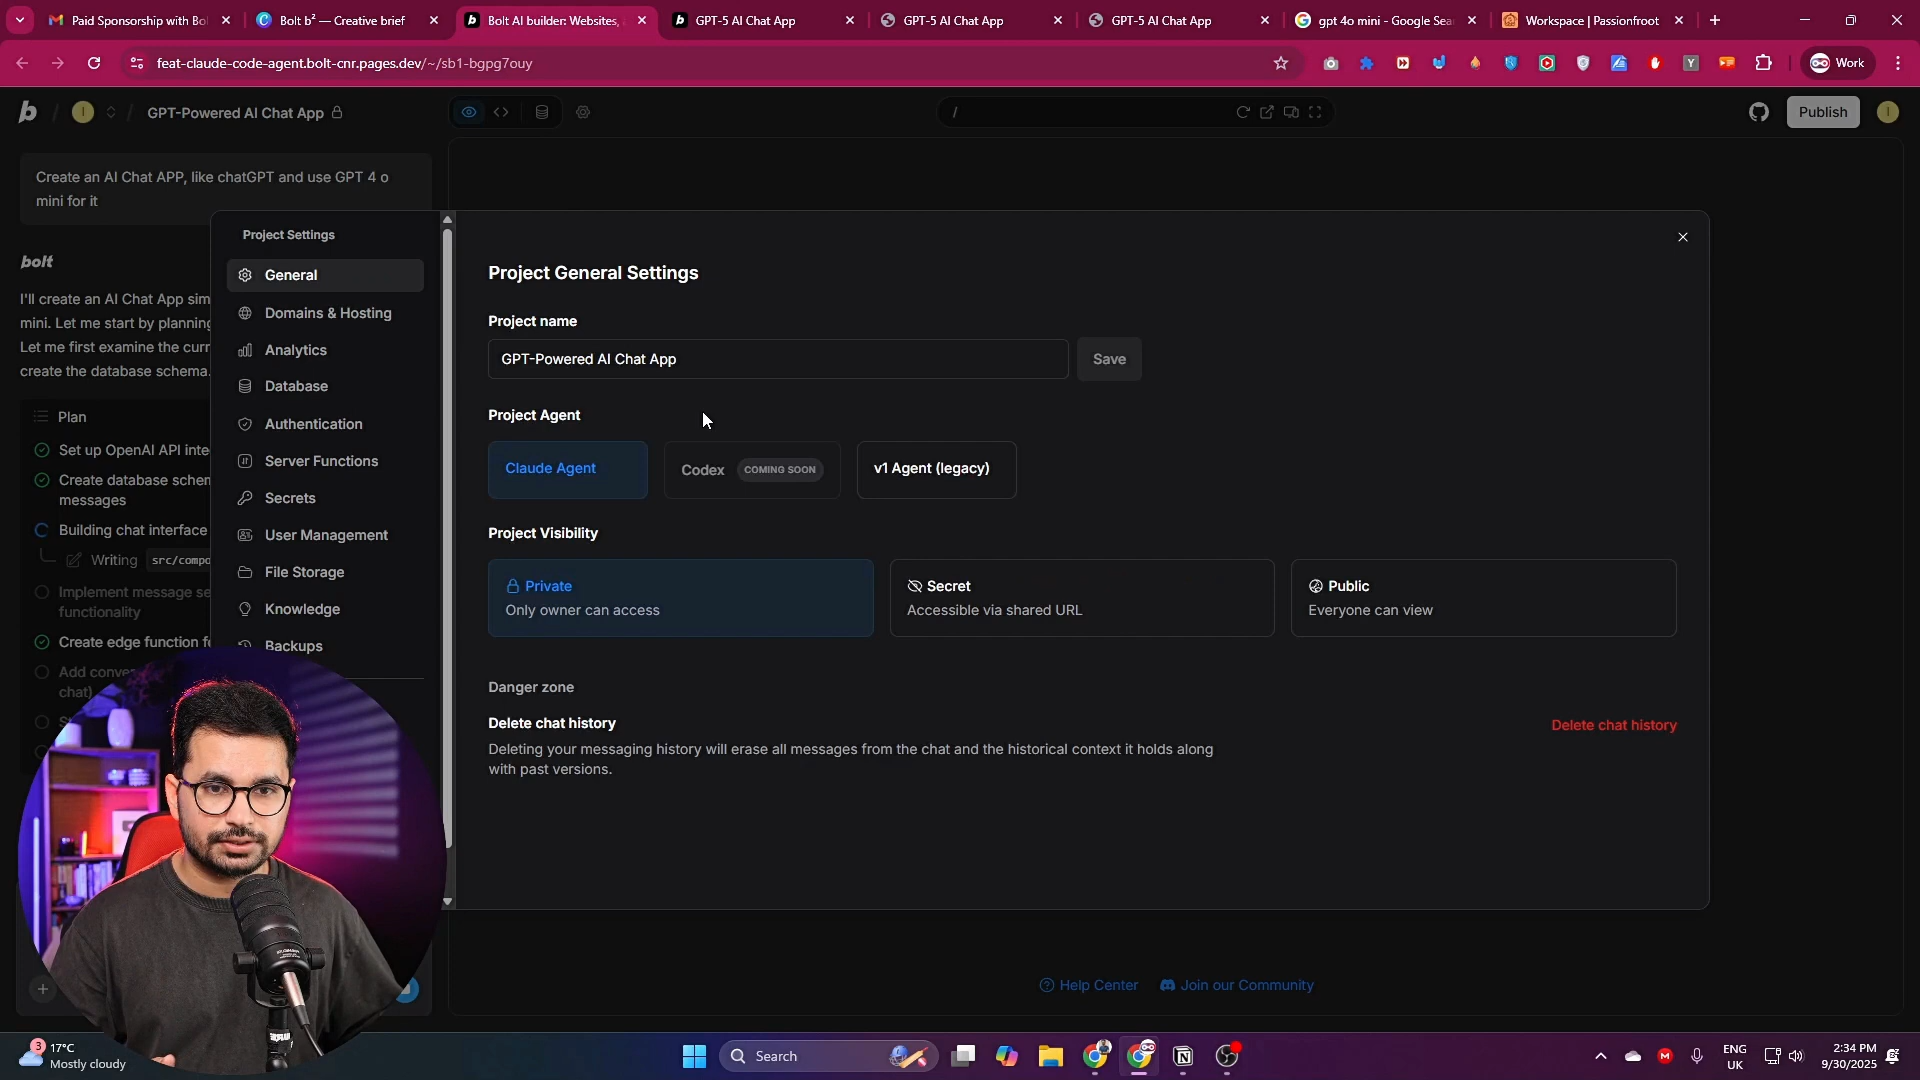 Paid Sponsorship with Bol
Bolt b² — Creative brief
Bolt AI builder: Websites,
GPT-5 AI Chat App
GPT-5 AI Chat App
GPT-5 AI Chat App
gpt 4o mini - Google Sea
Workspace | Passionfroot
feat-claude-code-agent.bolt-cnr.pages.dev/~/sb1-bgpg7ouy
Work
b
GPT-Powered AI Chat App
/
Publish
Create an AI Chat APP, like chatGPT and use GPT 4 o
mini for it
bolt
I'll create an AI Chat App sim
mini. Let me start by planning
Let me first examine the curr
create the database schema.
Plan
Set up OpenAI API inte
Create database schem
messages
Building chat interface
Writing src/compo
Implement message se
functionality
Create edge function fo
Add conver
chat)
Project Settings
General
Domains & Hosting
Analytics
Database
Authentication
Server Functions
Secrets
User Management
File Storage
Knowledge
Backups
Project General Settings
Project name
GPT-Powered AI Chat App
Save
Project Agent
Claude Agent
Codex COMING SOON
v1 Agent (legacy)
Project Visibility
Private
Only owner can access
Secret
Accessible via shared URL
Public
Everyone can view
Danger zone
Delete chat history
Delete chat history
Deleting your messaging history will erase all messages from the chat and the historical context it holds along
with past versions.
Help Center
Join our Community
3
17°C
Mostly cloudy
Search
ENG
UK
2:34 PM
9/30/2025